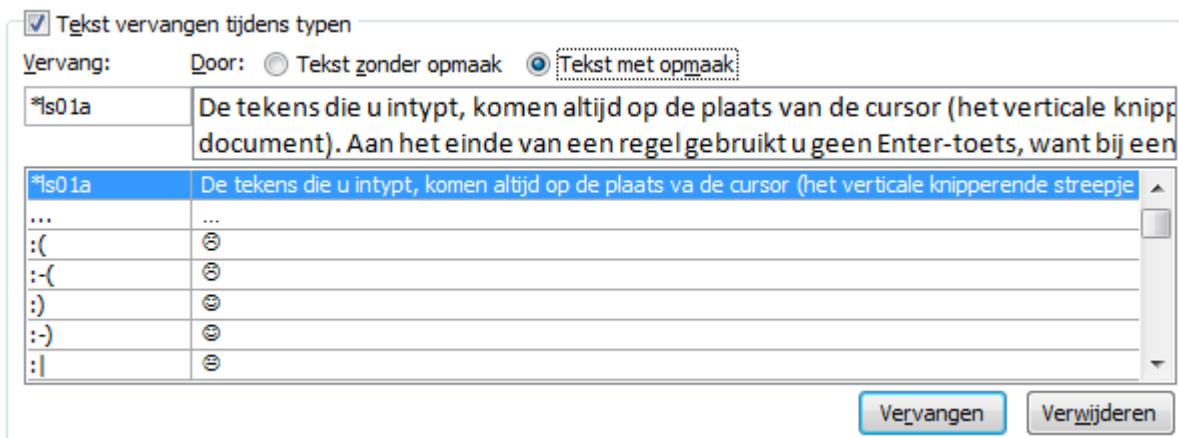 Tekst vervangen tijdens typen
Vervang: Door: Tekst zonder opmaak Tekst met opmaak
*ls01a De tekens die u intypt, komen altijd op de plaats van de cursor (het verticale knipp
document). Aan het einde van een regel gebruikt u geen Enter-toets, want bij een
*ls01a De tekens die u intypt, komen altijd op de plaats va de cursor (het verticale knipperende streepje
... ...
:( ☹
:-( ☹
:) ☺
:-) ☺
:| 😐
Vervangen Verwijderen